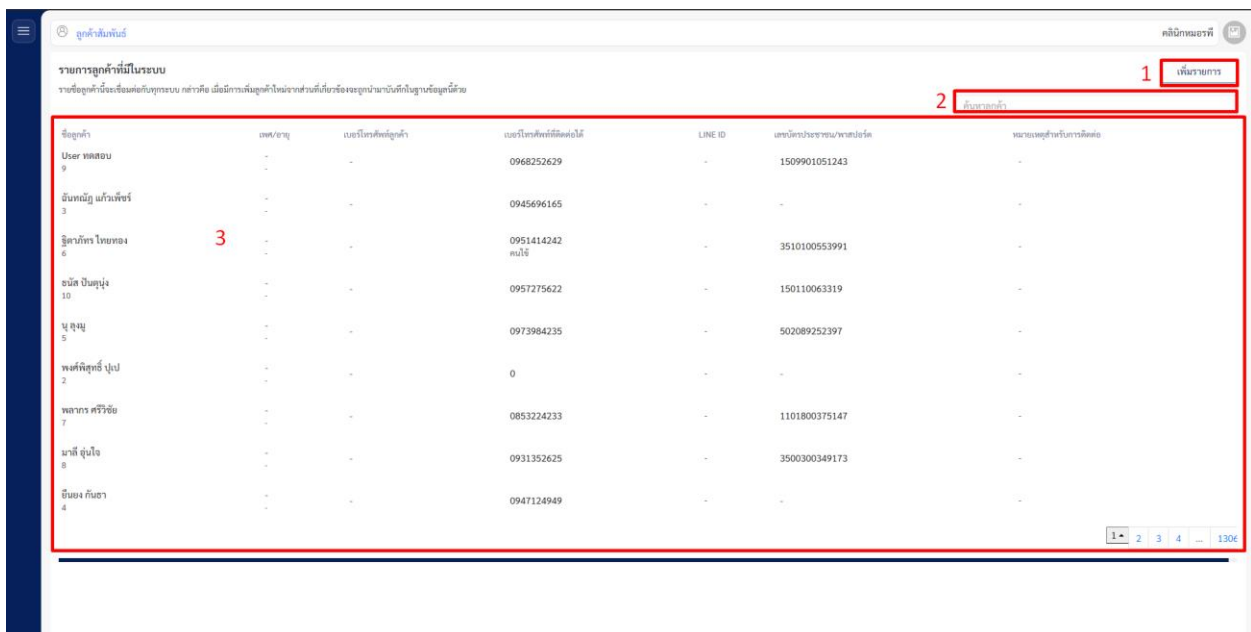 ลูกค้าสัมพันธ์
คลินิกหมอรพี
รายการลูกค้าที่มีในระบบ
รายชื่อลูกค้านี้จะเชื่อมต่อกับทุกระบบ กล่าวคือ เมื่อมีการเพิ่มลูกค้าใหม่จากส่วนที่เกี่ยวข้องจะถูกนำมาบันทึกในฐานข้อมูลนี้ด้วย
1 เพิ่มรายการ
2 ค้นหาลูกค้า
ชื่อลูกค้า เพศ/อายุ เบอร์โทรศัพท์ลูกค้า เบอร์โทรศัพท์ที่ติดต่อได้ LINE ID เลขบัตรประชาชน/พาสปอร์ต หมายเหตุสำหรับการติดต่อ
User ทดสอบ - - 0968252629 - 1509901051243 -
9 -
ฉันทณัฏ แก้วเพ็ชร์ - - 0945696165 - - -
3 -
ฐิตาภัทร ไทยทอง 3 - - 0951414242 - 3510100553991 -
6 - คนไข้
ธนัส ปันคุนุ่ง - - 0957275622 - 150110063319 -
10 -
- - 0973984235 - 502089252397 -
5 -
พงศ์พิสุทธิ์ ปุเป - - 0 - - -
2 -
พลากร ศรีวิชัย - - 0853224233 - 1101800375147 -
7 -
มาลี อุ่นใจ - - 0931352625 - 3500300349173 -
8 -
ยืนยง กันธา - - 0947124949 - - -
4 -
1 2 3 4 ... 1306